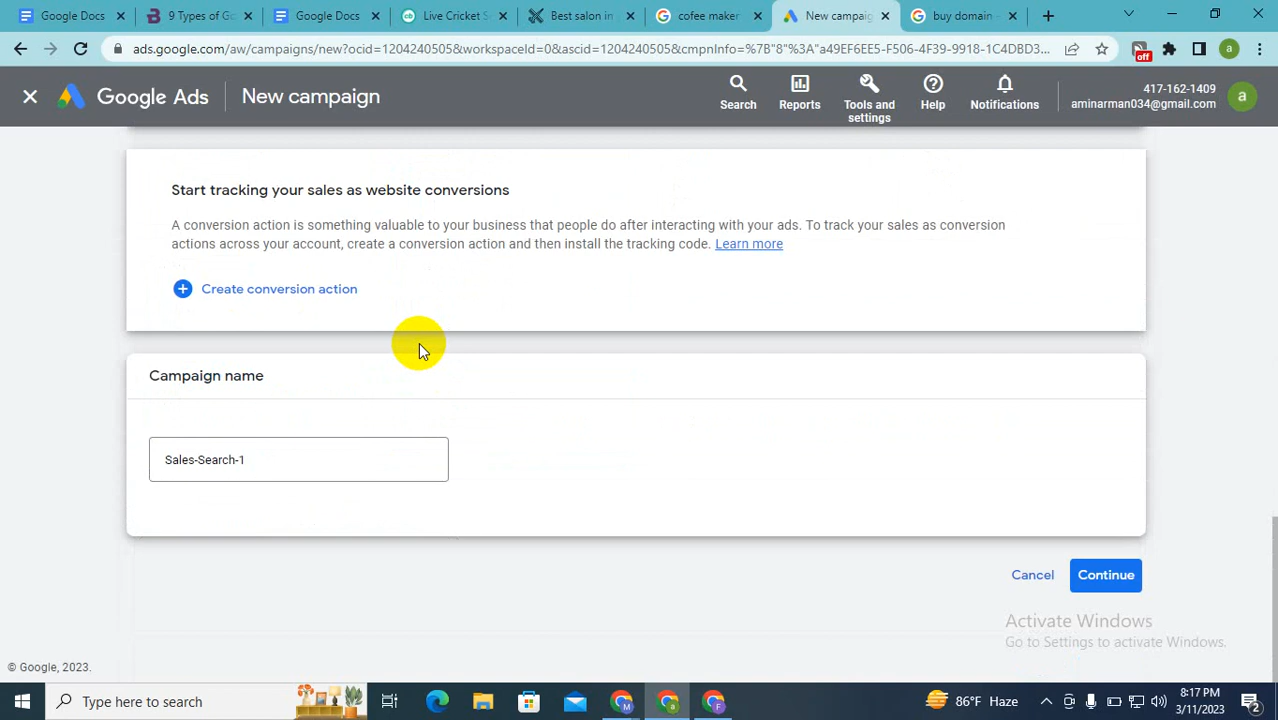 Google Docs
9 Types of Go
Google Docs
Live Cricket S
Best salon in
cofee maker
New campaig
buy domain -
ads.google.com/aw/campaigns/new?ocid=1204240505&workspaceId=0&ascid=1204240505&cmpnInfo=%7B"8"%3A"a49EF6EE5-F506-4F39-9918-1C4DBD3...
off
a
Google Ads
New campaign
Search
Reports
Tools and
settings
Help
Notifications
417-162-1409
aminarman034@gmail.com
a
Start tracking your sales as website conversions
A conversion action is something valuable to your business that people do after interacting with your ads. To track your sales as conversion
actions across your account, create a conversion action and then install the tracking code. Learn more
Create conversion action
Campaign name
Sales-Search-1
Cancel
Continue
Activate Windows
Go to Settings to activate Windows.
© Google, 2023.
Type here to search
M
a
F
86°F Haze
8:17 PM
3/11/2023
2